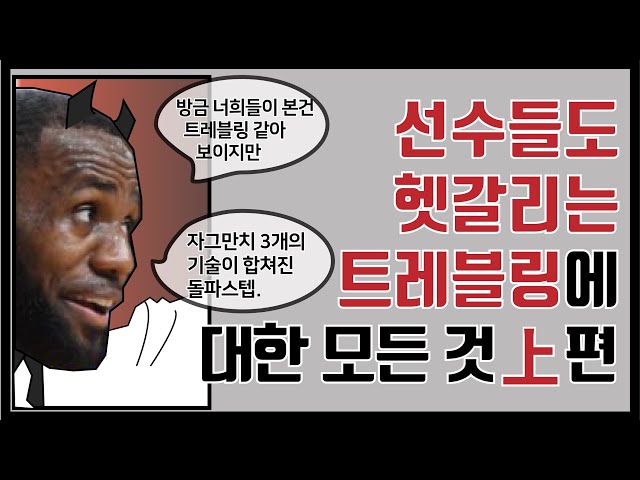 방금 너희들이 본건
트레블링 같아
보이지만
자그만치 3개의
기술이 합쳐진
돌파스텝.
선수들도
헷갈리는
트레블링에
대한 모든 것 上편